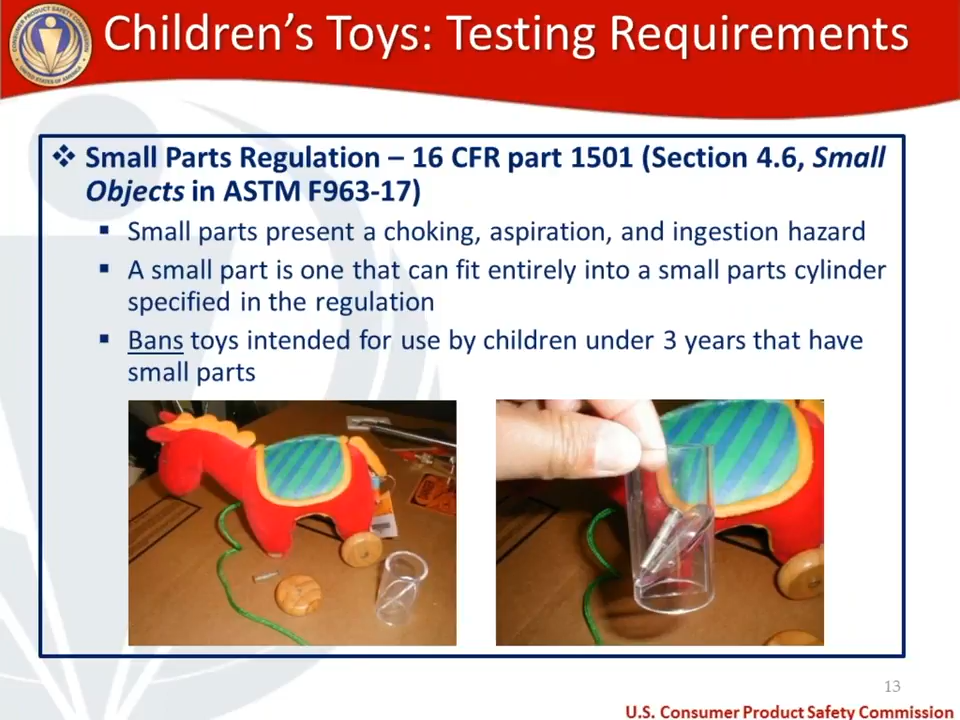 Children's Toys: Testing Requirements
❖ Small Parts Regulation – 16 CFR part 1501 (Section 4.6, Small
Objects in ASTM F963-17)
▪ Small parts present a choking, aspiration, and ingestion hazard
▪ A small part is one that can fit entirely into a small parts cylinder
specified in the regulation
▪ Bans toys intended for use by children under 3 years that have
small parts
13
U.S. Consumer Product Safety Commission